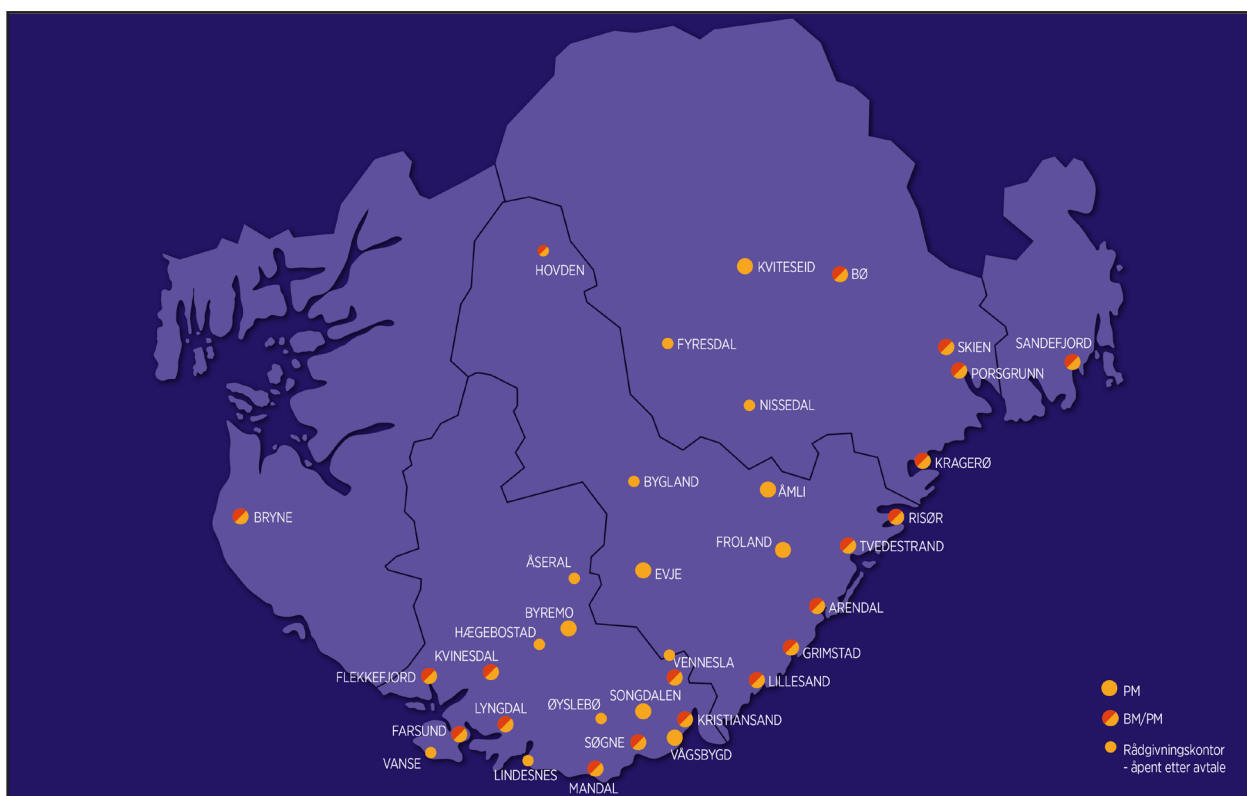 HOVDEN
KVITESEID
BØ
FYRESDAL
SKIEN
SANDEFJORD
PORSGRUNN
NISSEDAL
KRAGERØ
BYGLAND
ÅMLI
BRYNE
RISØR
FROLAND
TVEDESTRAND
ÅSERAL
EVJE
BYREMO
ARENDAL
HÆGEBOSTAD
KVINESDAL
GRIMSTAD
VENNESLA
FLEKKEFJORD
LILLESAND
SONGDALEN
ØYSLEBØ
LYNGDAL
KRISTIANSAND
FARSUND
SØGNE
VÅGSBYGD
VANSE
LINDESNES
MANDAL
PM
BM/PM
Rådgivningskontor
- åpent etter avtale